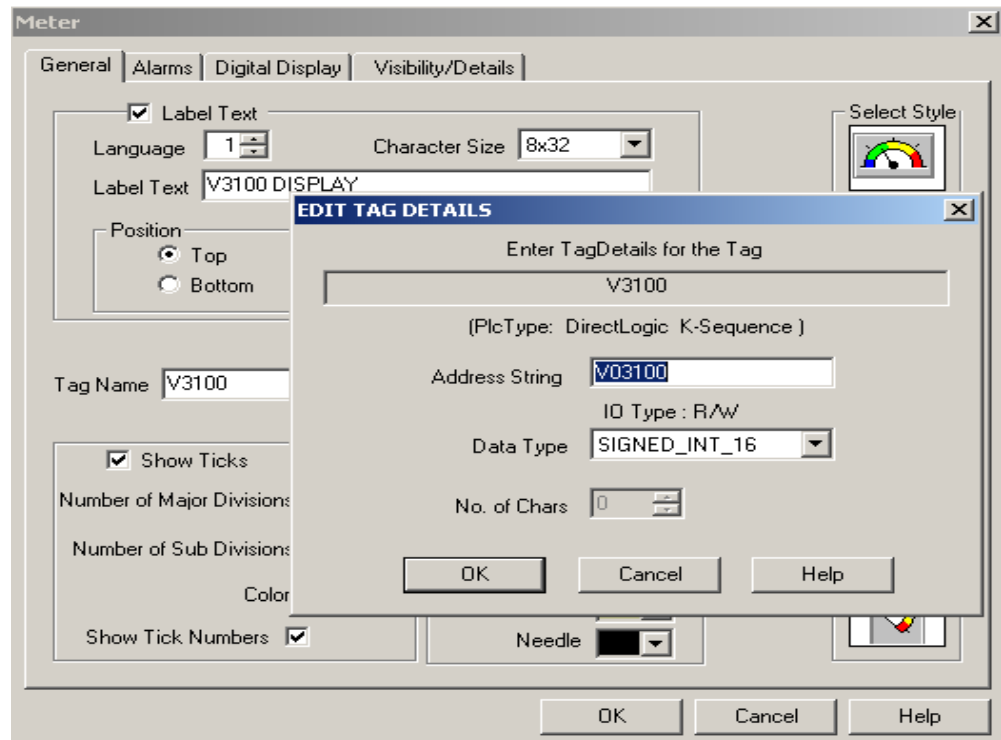 Meter
General Alarms Digital Display Visibility/Details
Label Text
Select Style
Language 1 Character Size 8x32
Label Text V3100 DISPLAY
Position
Top
Bottom
Tag Name V3100
Show Ticks
Number of Major Divisions
Number of Sub Divisions
Color
Show Tick Numbers
Needle
OK Cancel Help
EDIT TAG DETAILS
Enter TagDetails for the Tag
V3100
(PlcType: DirectLogic K-Sequence )
Address String V03100
IO Type : R/W
Data Type SIGNED_INT_16
No. of Chars 0
OK Cancel Help